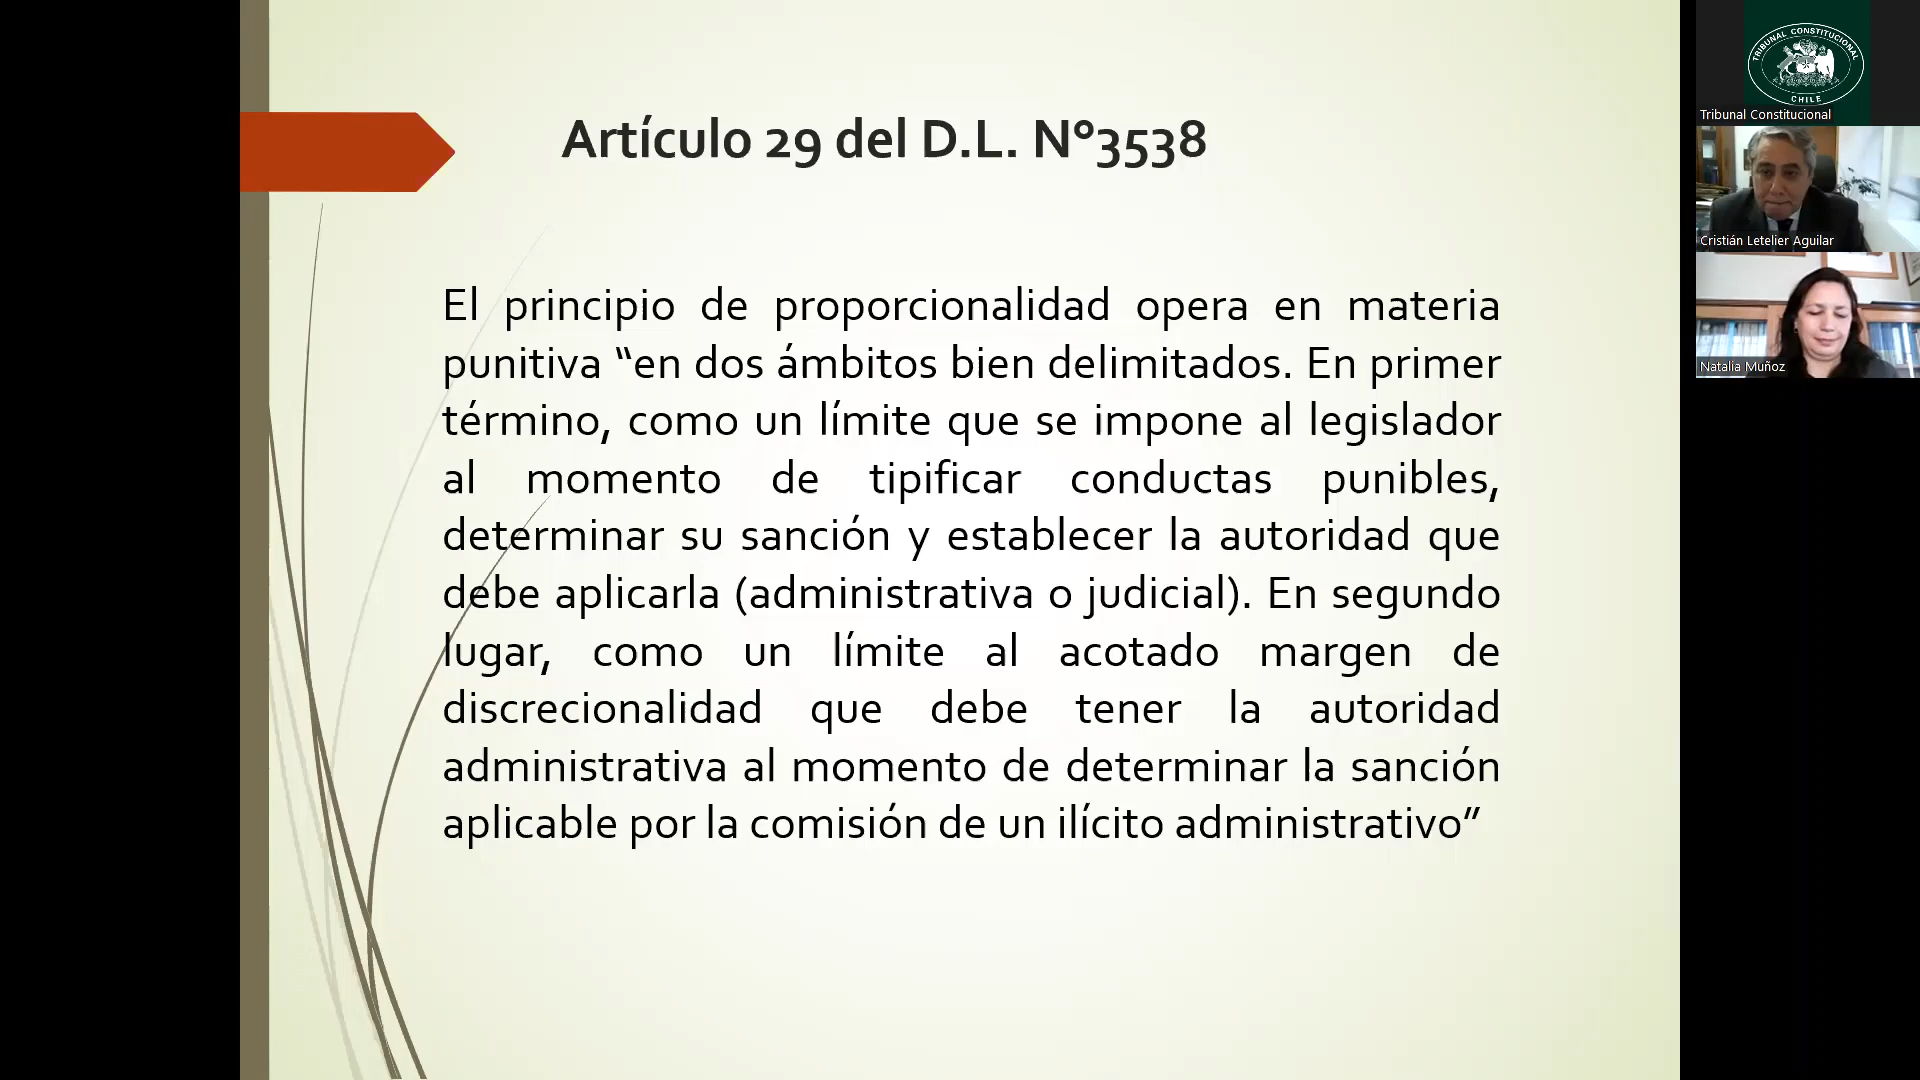 Artículo 29 del D.L. Nº3538
El principio de proporcionalidad opera en materia
punitiva “en dos ámbitos bien delimitados. En primer
término, como un límite que se impone al legislador
al momento de tipificar conductas punibles,
determinar su sanción y establecer la autoridad que
debe aplicarla (administrativa o judicial). En segundo
lugar, como un límite al acotado margen de
discrecionalidad que debe tener la autoridad
administrativa al momento de determinar la sanción
aplicable por la comisión de un ilícito administrativo”
TRIBUNAL CONSTITUCIONAL
CHILE
Tribunal Constitucional
Cristián Letelier Aguilar
Natalia Muñoz